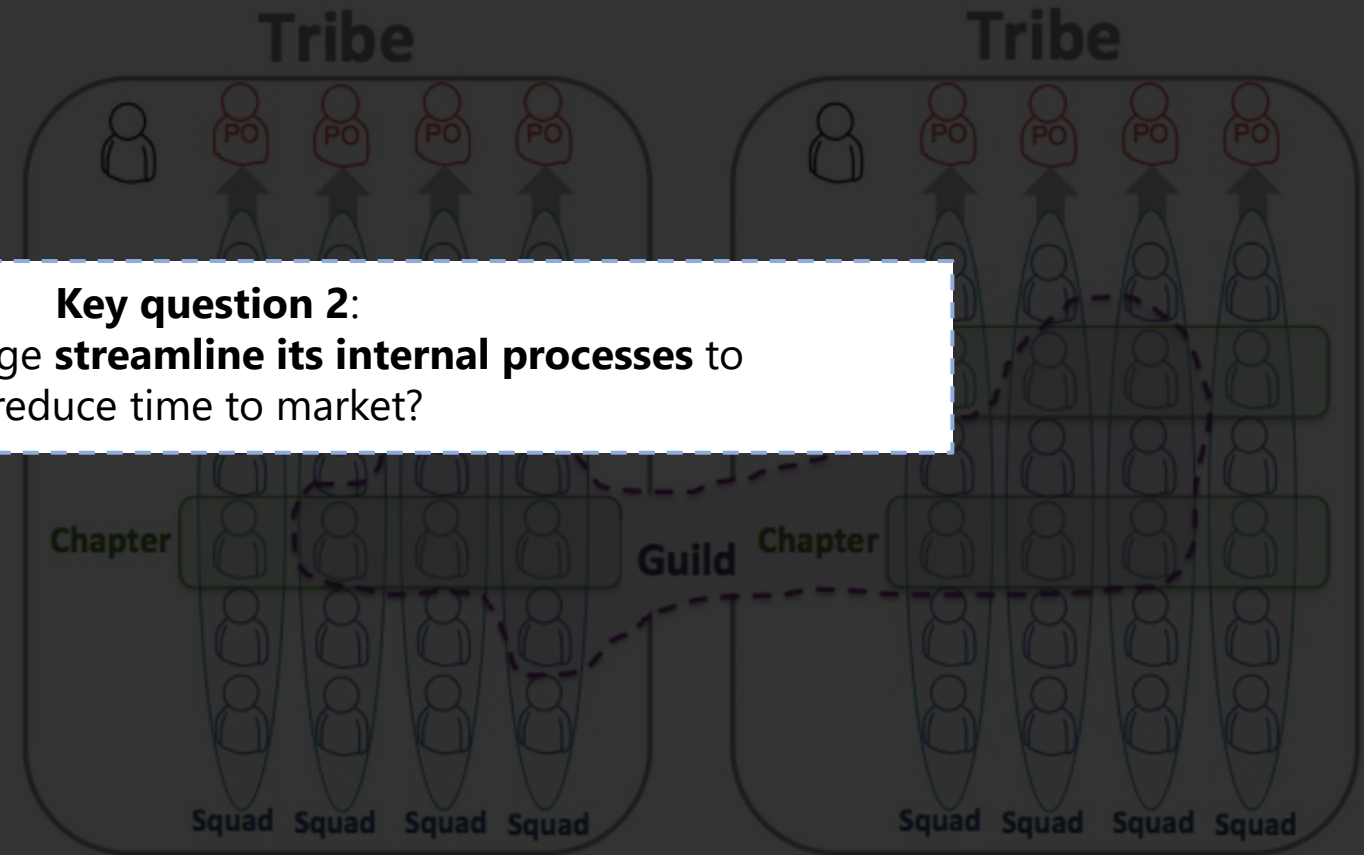 Tribe Tribe
PO PO PO PO PO PO PO PO
Key question 2:
ge streamline its internal processes to
reduce time to market?
Chapter Guild Chapter
Squad Squad Squad Squad Squad Squad Squad Squad